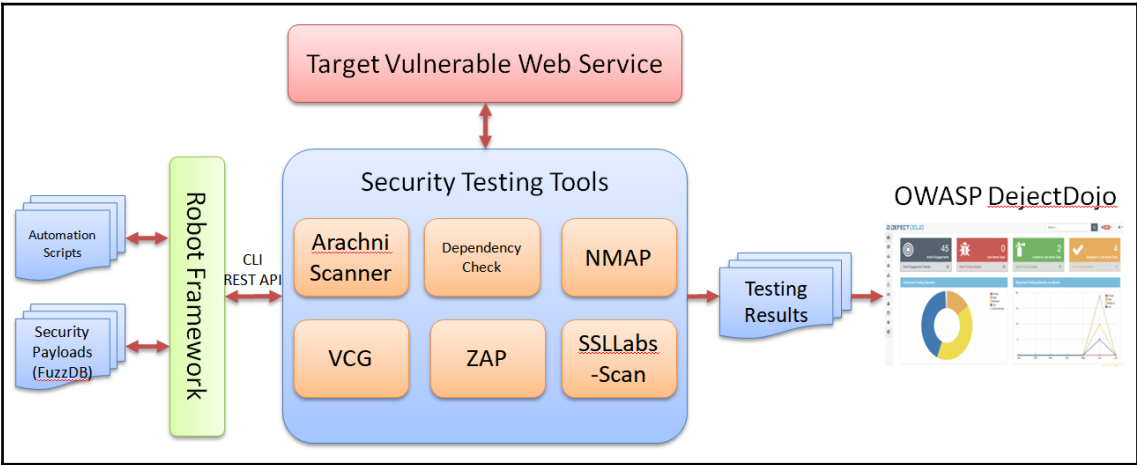 Target Vulnerable Web Service
Security Testing Tools
OWASP DejectDojo
Automation
Scripts
Security
Payloads
(FuzzDB)
Robot Framework
CLI
REST API
Arachni
Scanner
Dependency
Check
NMAP
VCG
ZAP
SSLLabs
-Scan
Testing
Results
DEFECTDOJO
45
0
2
4